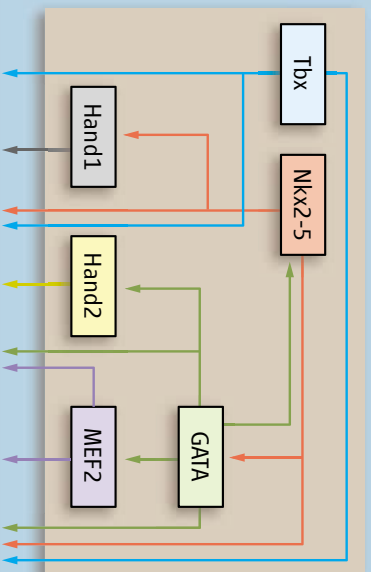 Tbx
Nkx2-5
Hand1
Hand2
GATA
MEF2